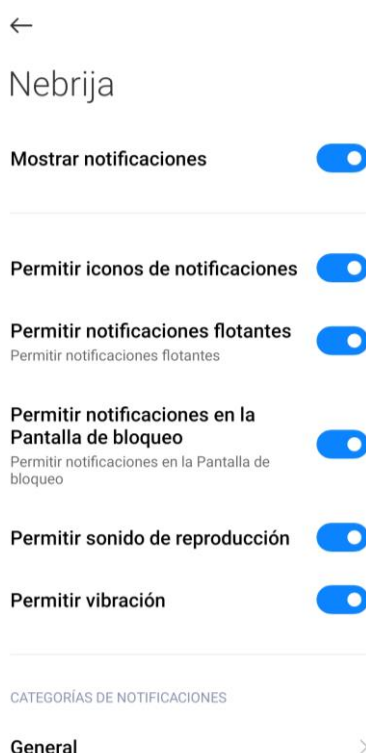 Nebrija
Mostrar notificaciones
Permitir iconos de notificaciones
Permitir notificaciones flotantes
Permitir notificaciones flotantes
Permitir notificaciones en la
Pantalla de bloqueo
Permitir notificaciones en la Pantalla de
bloqueo
Permitir sonido de reproducción
Permitir vibración
CATEGORÍAS DE NOTIFICACIONES
General